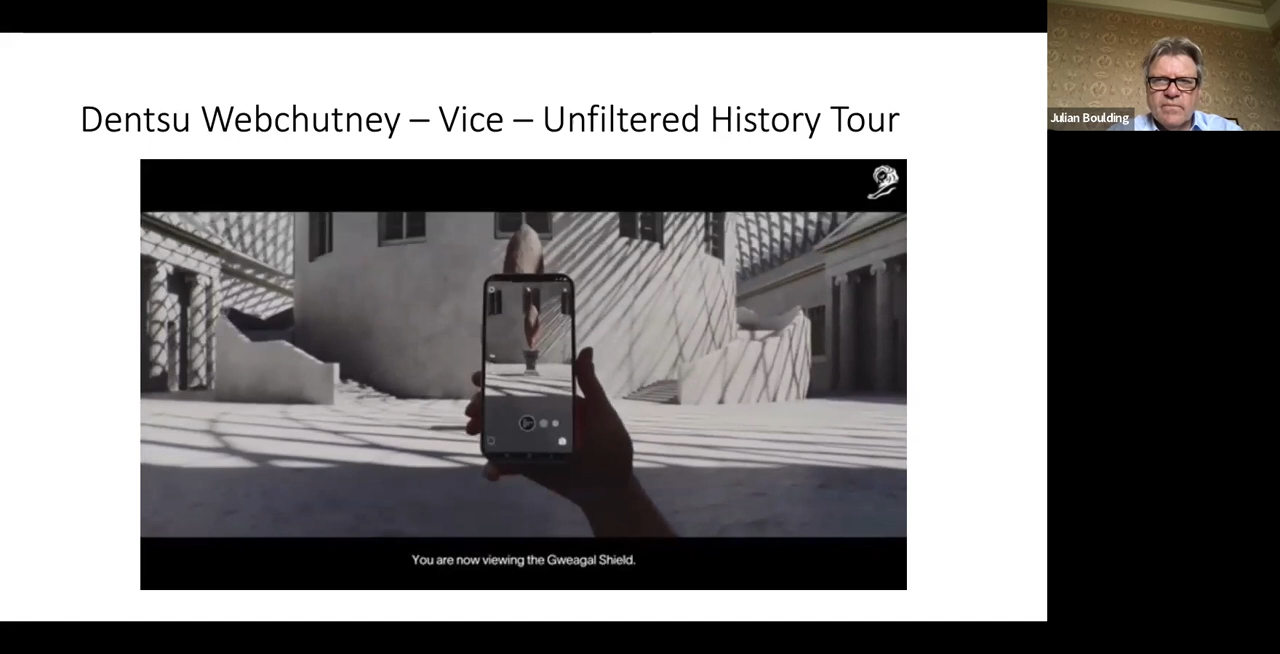 Dentsu Webchutney – Vice – Unfiltered History Tour
Julian Boulding
You are now viewing the Gweagal Shield.